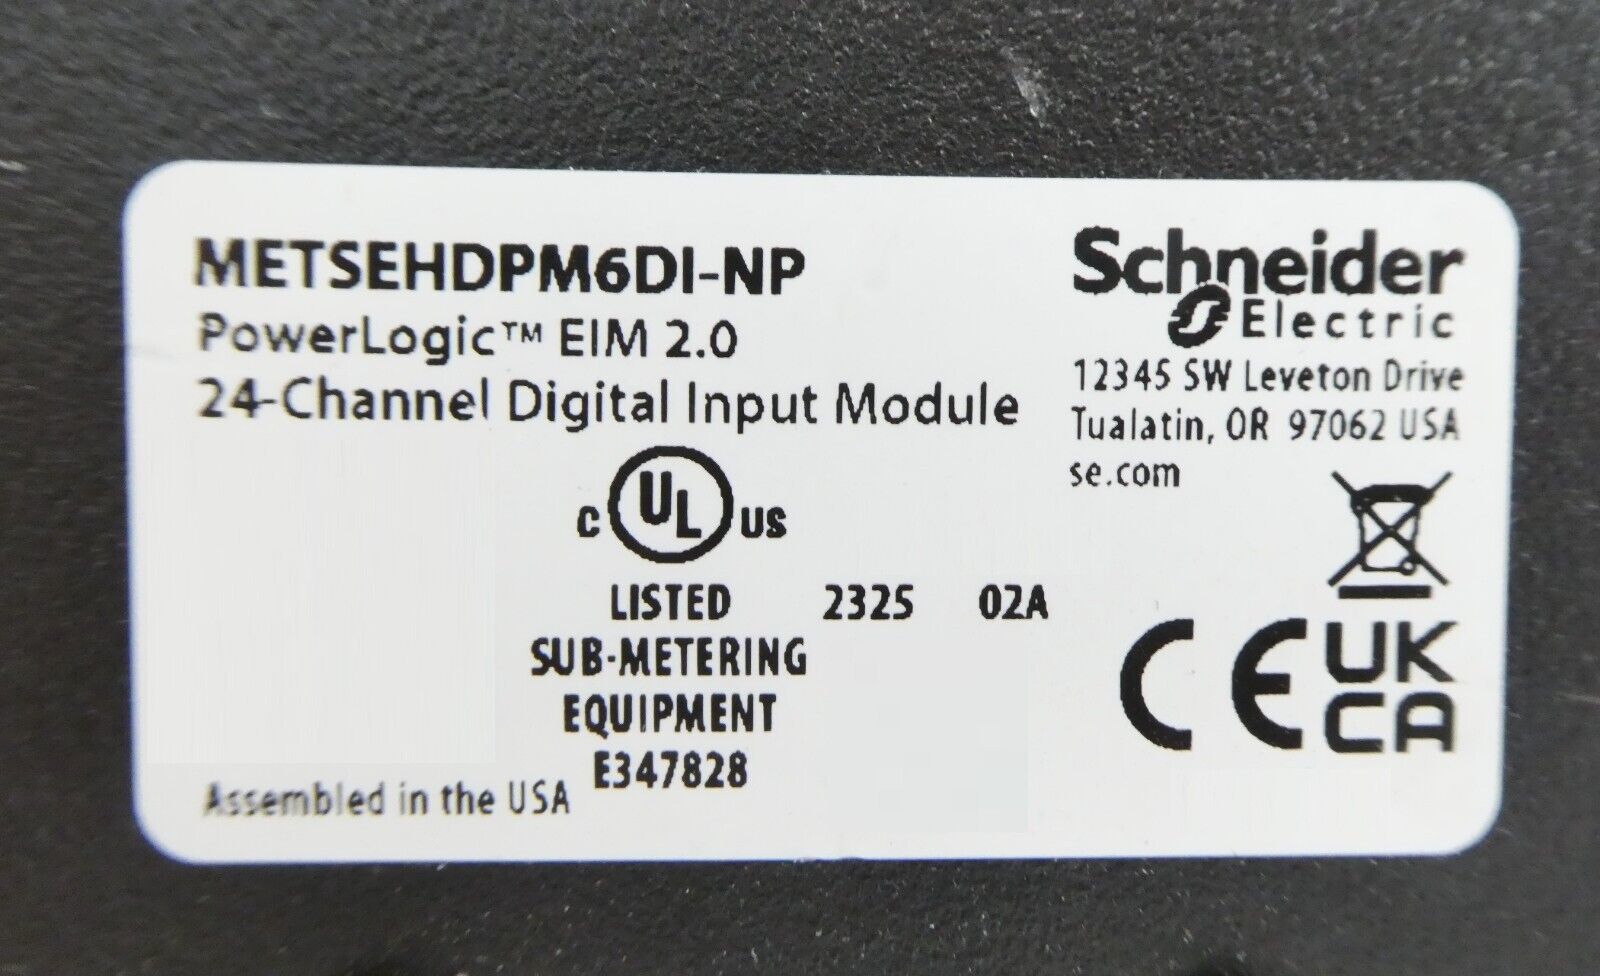 METSEHDPM6DI-NP
PowerLogic™ EIM 2.0
24-Channel Digital Input Module
Schneider
Electric
12345 SW Leveton Drive
Tualatin, OR 97062 USA
se.com
C UL US
LISTED 2325 02A
SUB-METERING
EQUIPMENT
E347828
Assembled in the USA
CE
UK
CA